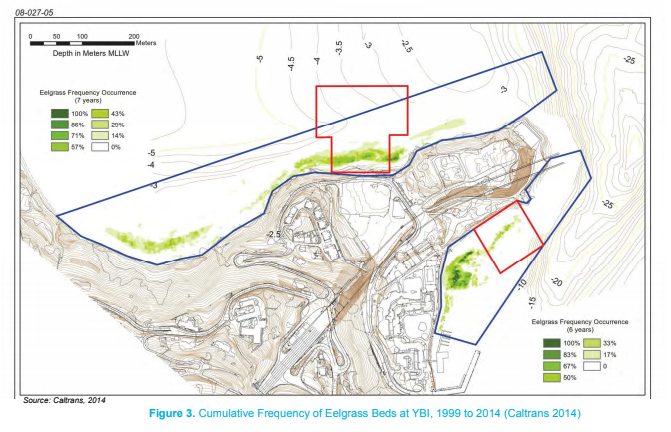 08-027-05
0 50 100 200
Meters
Depth in Meters MLLW
Eelgrass Frequency Occurrence
(7 years)
100% 43%
86% 29%
71% 14%
57% 0%
-5
-4.5
-4
-3.5
-3
-2.5
-3
-25
-5
-4
-3
-2.5
-25
-20
-10
-15
Eelgrass Frequency Occurrence
(6 years)
100% 33%
83% 17%
67% 0
50%
Source: Caltrans, 2014
Figure 3. Cumulative Frequency of Eelgrass Beds at YBI, 1999 to 2014 (Caltrans 2014)